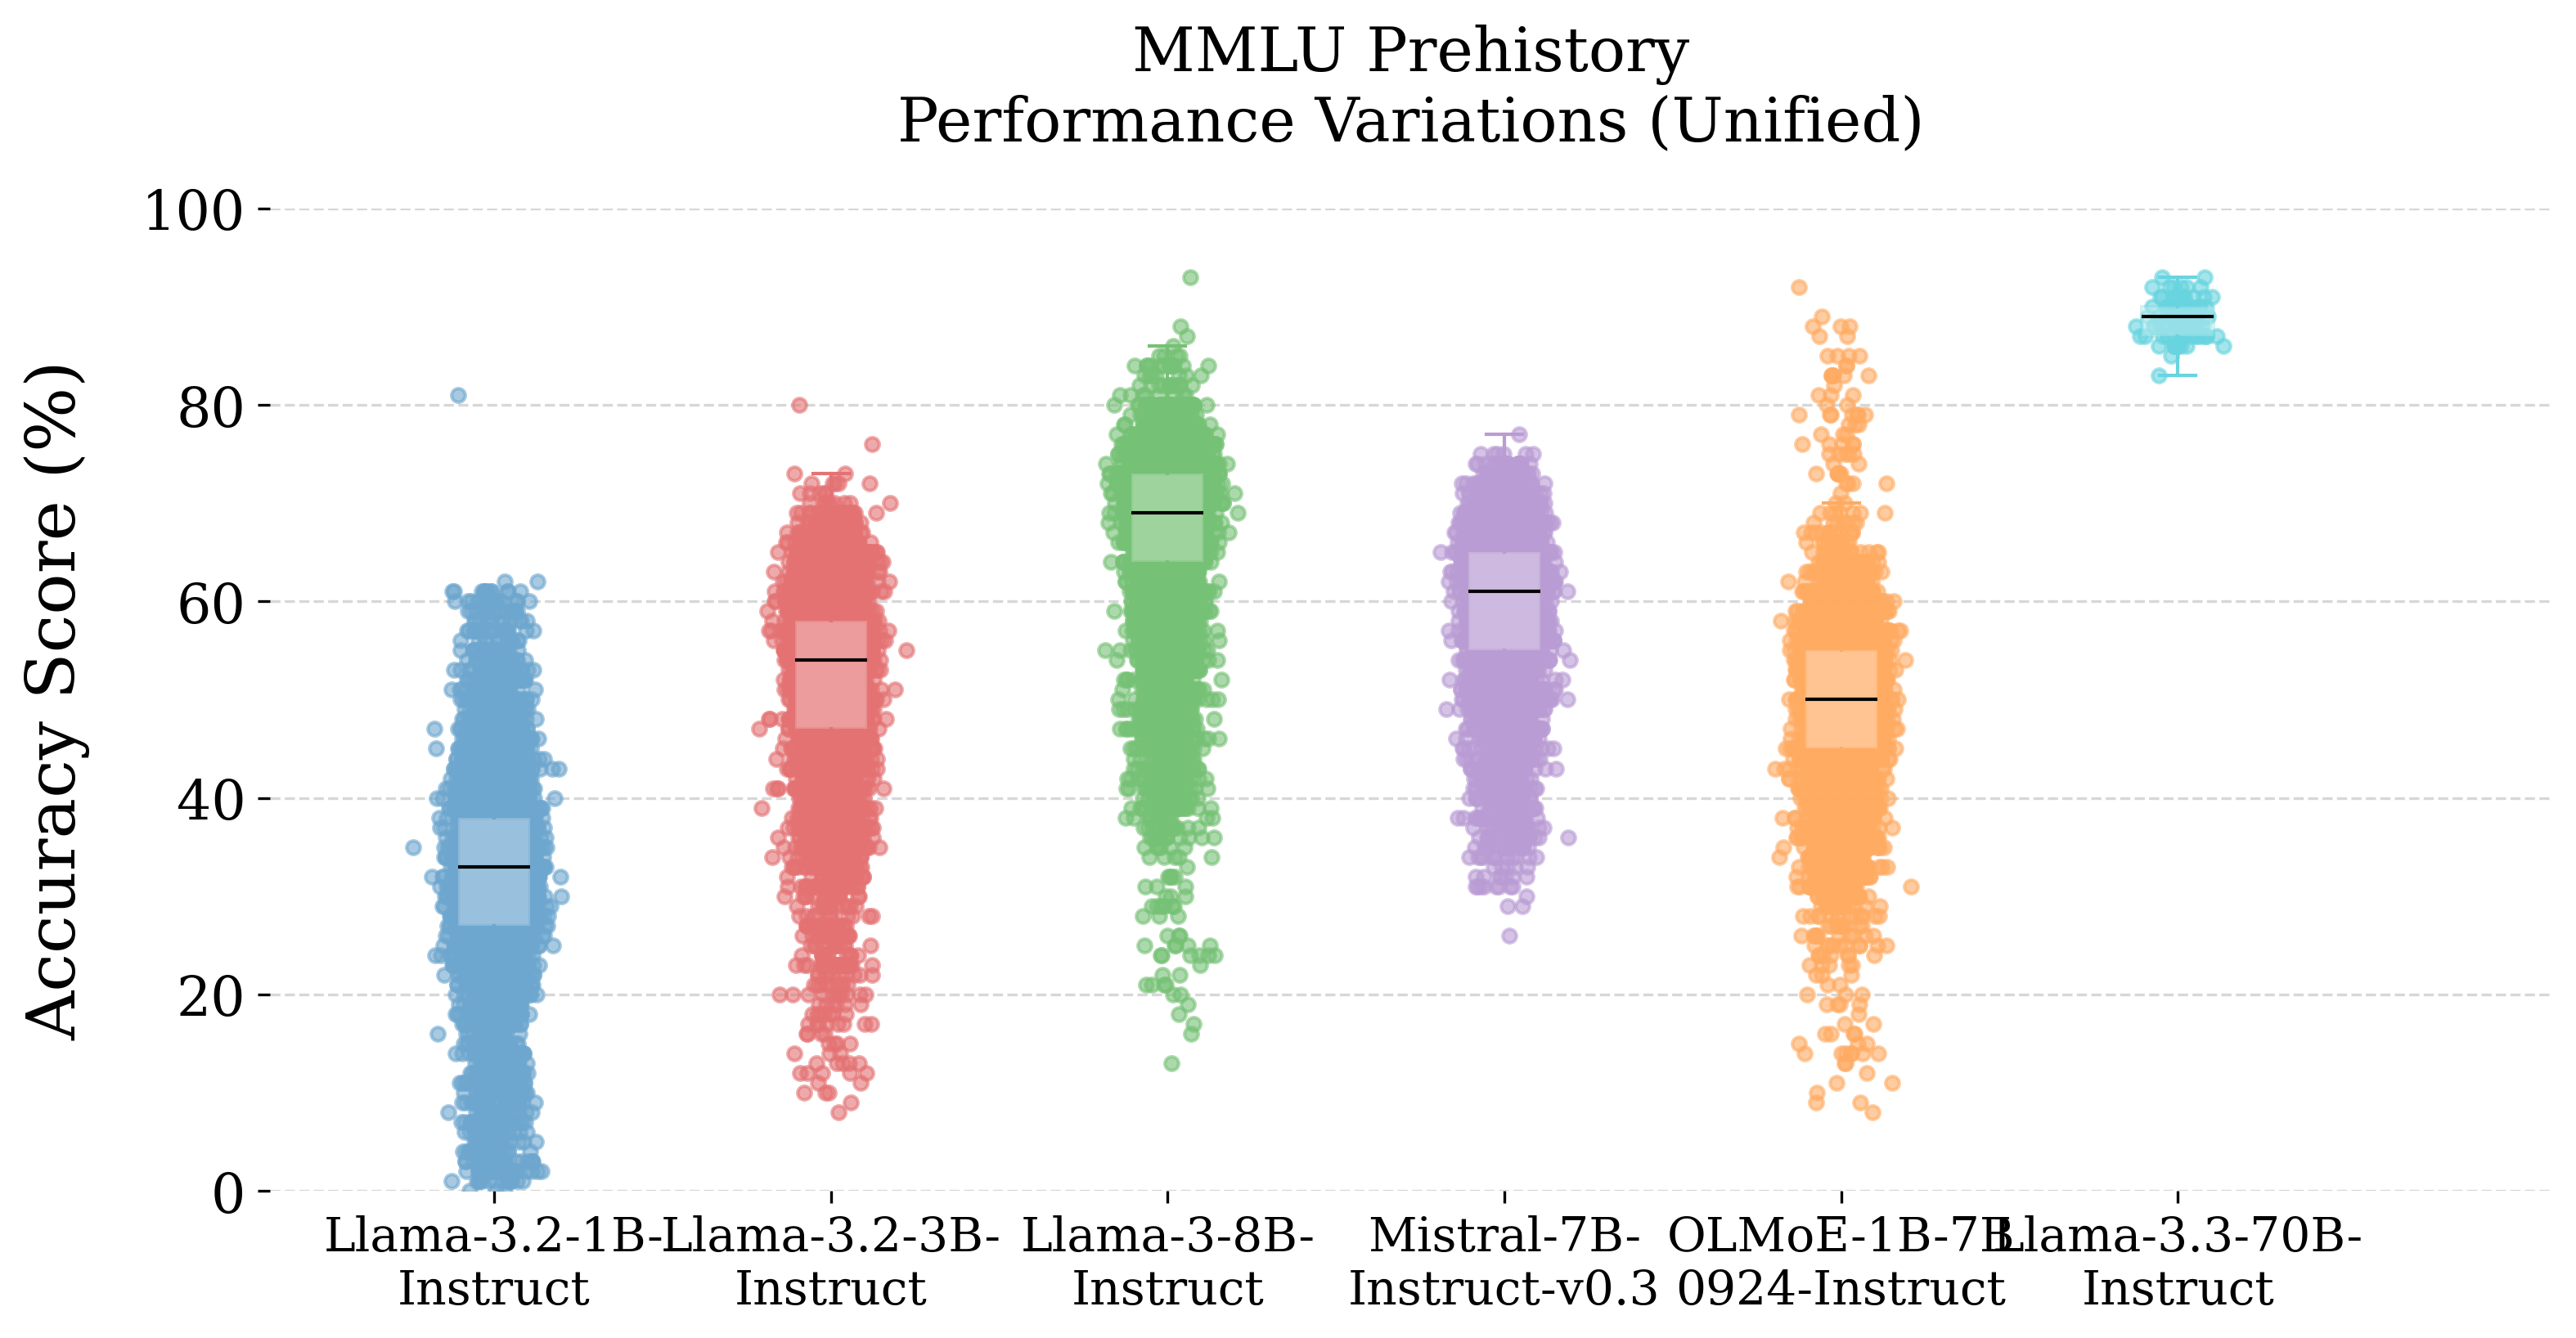 MMLU Prehistory
Performance Variations (Unified)
Accuracy Score (%)
100
80
60
40
20
0
Llama-3.2-1B-
Instruct
Llama-3.2-3B-
Instruct
Llama-3-8B-
Instruct
Mistral-7B-
Instruct-v0.3
OLMoE-1B-7B
0924-Instruct
Llama-3.3-70B-
Instruct